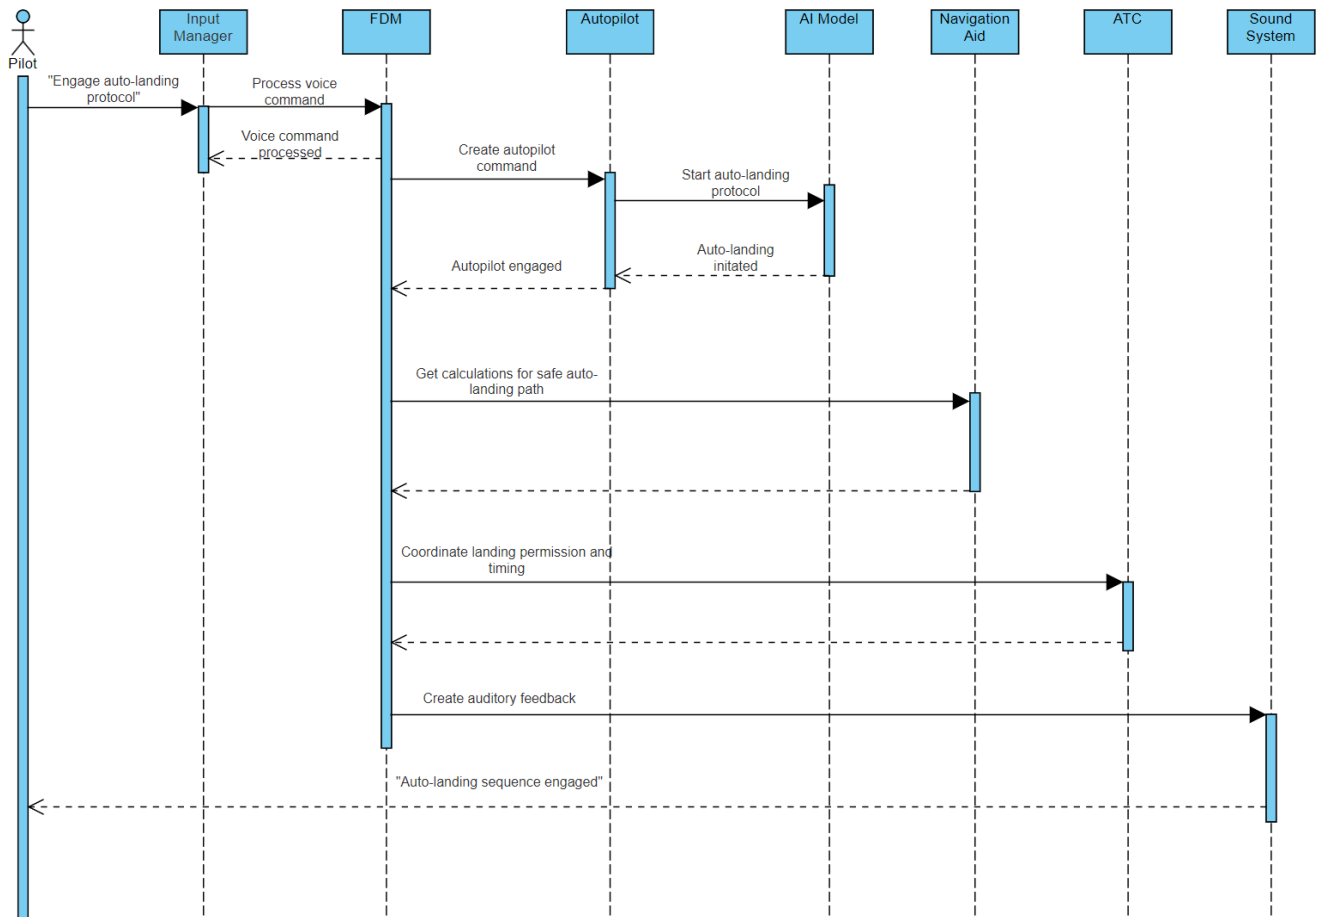 Input
Manager
FDM
Autopilot
AI Model
Navigation
Aid
ATC
Sound
System
Pilot
"Engage auto-landing
protocol"
Process voice
command
Voice command
processed
Create autopilot
command
Start auto-landing
protocol
Auto-landing
initated
Autopilot engaged
Get calculations for safe auto-
landing path
Coordinate landing permission and
timing
Create auditory feedback
"Auto-landing sequence engaged"